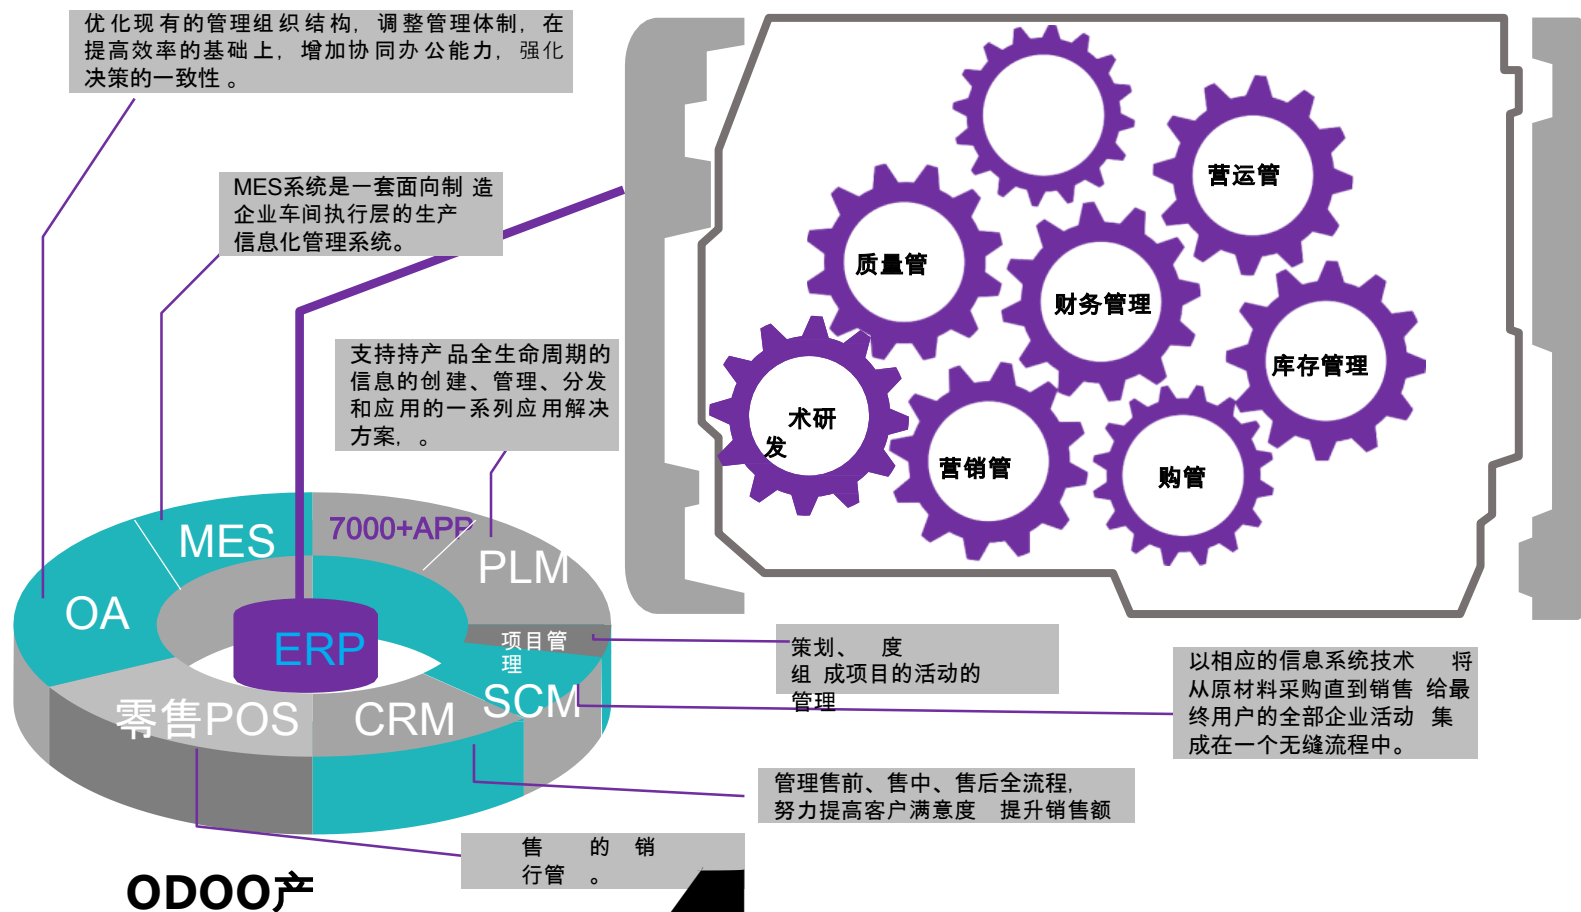 优化现有的管理组织结构, 调整管理体制, 在
提高效率的基础上, 增加协同办公能力, 强化
决策的一致性 。
MES系统是一套面向制 造
企业车间执行层的生产
信息化管理系统。
支持持产品全生命周期的
信息的创建、管理、分发
和应用的一系列应用解决
方案, 。
营运管
质量管
财务管理
库存管理
术研
发
营销管
购管
7000+APP
MES
PLM
OA
ERP
项目管
理
SCM
零售POS
CRM
策划、 度
组 成项目的活动的
管理
以相应的信息系统技术 将
从原材料采购直到销售 给最
终用户的全部企业活动 集
成在一个无缝流程中。
管理售前、售中、售后全流程,
努力提高客户满意度 提升销售额
售 的 销
行管 。
ODOO产